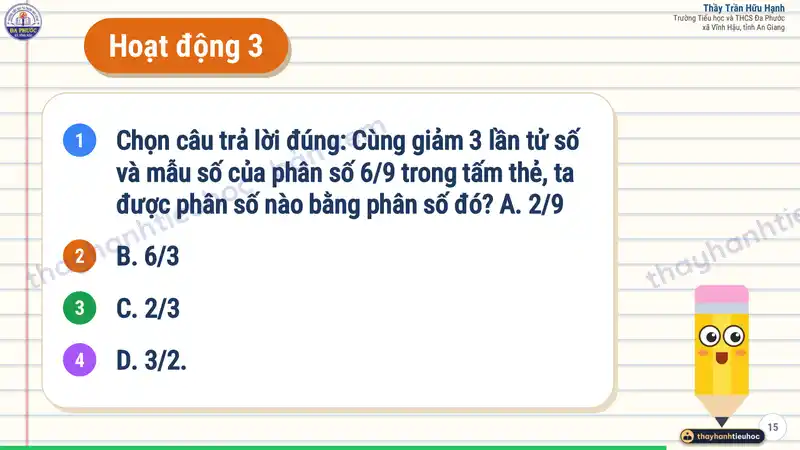 Thầy Trần Hữu Hạnh
Trường Tiểu học và THCS Đa Phước
xã Vĩnh Hậu, tỉnh An Giang
ĐA PHƯỚC
Hoạt động 3
1 Chọn câu trả lời đúng: Cùng giảm 3 lần tử số
và mẫu số của phân số 6/9 trong tấm thẻ, ta
được phân số nào bằng phân số đó? A. 2/9
2 B. 6/3
3 C. 2/3
4 D. 3/2.
thayhanhtieuhoc
15